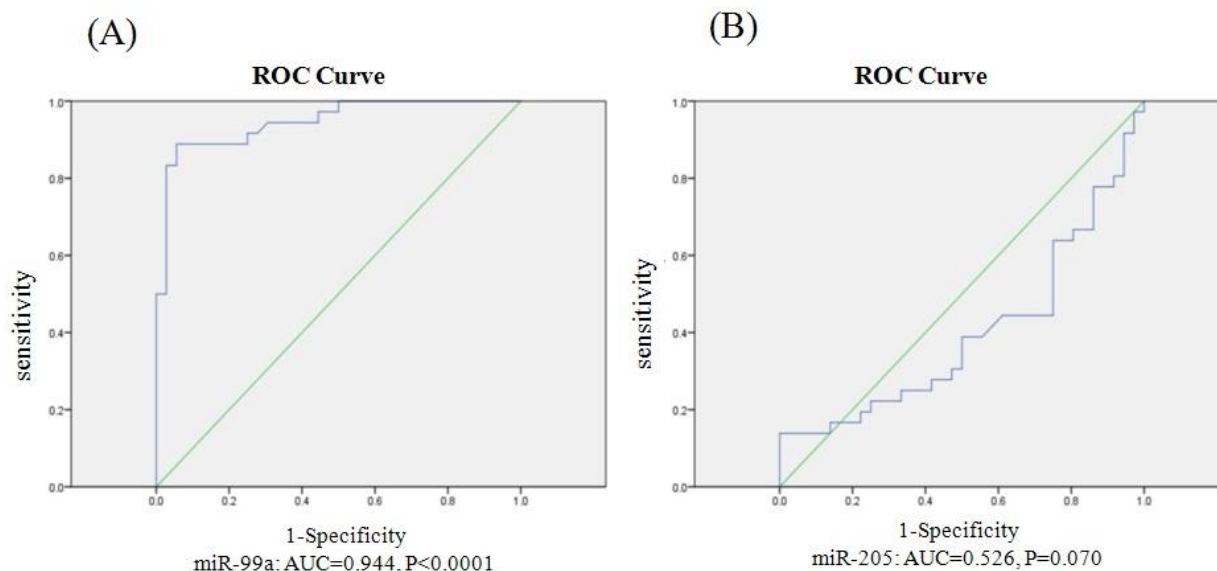 (A)
ROC Curve
1.0
0.8
0.6
0.4
0.2
0.0
sensitivity
0.0 0.2 0.4 0.6 0.8 1.0
1-Specificity
miR-99a: AUC=0.944, P<0.0001
(B)
ROC Curve
1.0
0.8
0.6
0.4
0.2
0.0
sensitivity
0.0 0.2 0.4 0.6 0.8 1.0
1-Specificity
miR-205: AUC=0.526, P=0.070